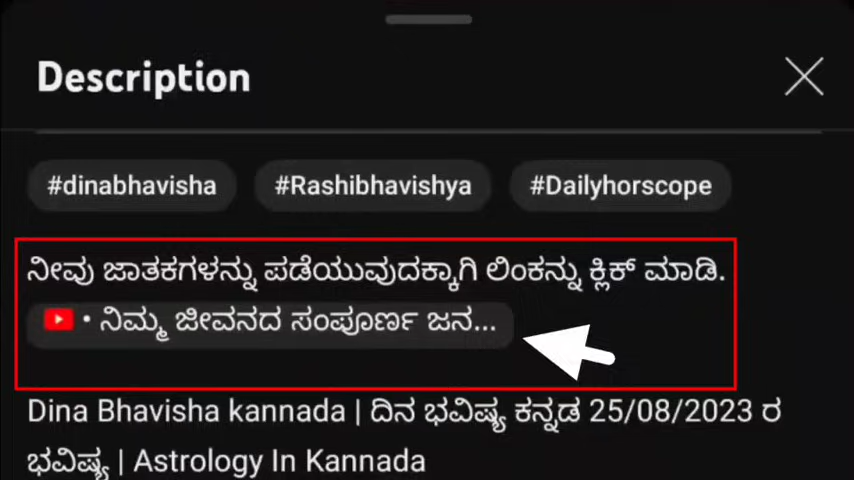 Description
#dinabhavisha #Rashibhavishya #Dailyhorscope
ನೀವು ಜಾತಕಗಳನ್ನು ಪಡೆಯುವುದಕ್ಕಾಗಿ ಲಿಂಕನ್ನು ಕ್ಲಿಕ್ ಮಾಡಿ.
• ನಿಮ್ಮ ಜೀವನದ ಸಂಪೂರ್ಣ ಜನ...
Dina Bhavisha kannada | ದಿನ ಭವಿಷ್ಯ ಕನ್ನಡ 25/08/2023 ರ
ಭವಿಷ್ಯ | Astrology In Kannada